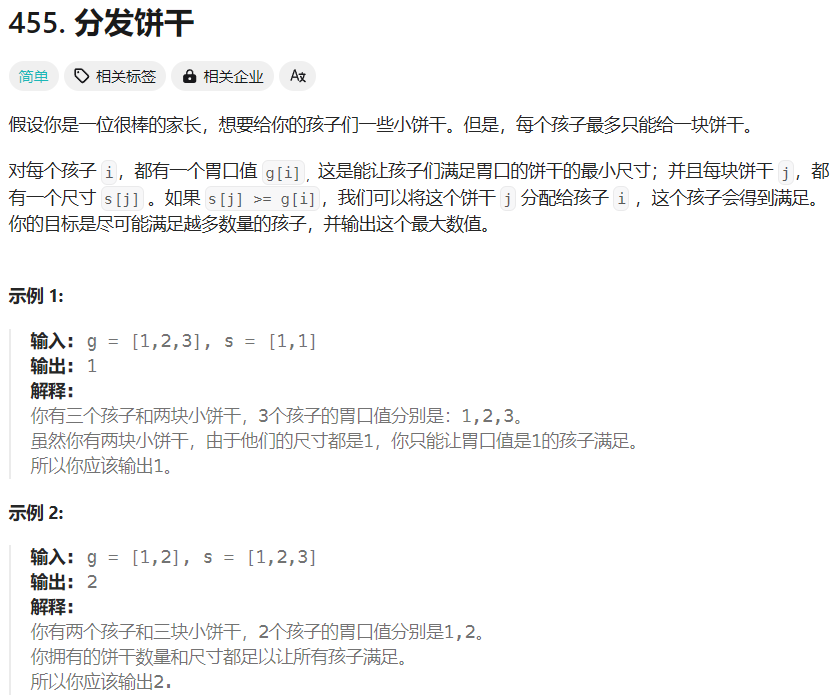 455. 分发饼干
简单 相关标签 相关企业 Ax
假设你是一位很棒的家长，想要给你的孩子们一些小饼干。但是，每个孩子最多只能给一块饼干。
对每个孩子 i，都有一个胃口值 g[i]，这是能让孩子们满足胃口的饼干的最小尺寸；并且每块饼干 j，都
有一个尺寸 s[j] 。如果 s[j] >= g[i]，我们可以将这个饼干 j 分配给孩子 i ，这个孩子会得到满足。
你的目标是尽可能满足越多数量的孩子，并输出这个最大数值。
示例 1:
输入: g = [1,2,3], s = [1,1]
输出: 1
解释:
你有三个孩子和两块小饼干，3个孩子的胃口值分别是：1,2,3。
虽然你有两块小饼干，由于他们的尺寸都是1，你只能让胃口值是1的孩子满足。
所以你应该输出1。
示例 2:
输入: g = [1,2], s = [1,2,3]
输出: 2
解释:
你有两个孩子和三块小饼干，2个孩子的胃口值分别是1,2。
你拥有的饼干数量和尺寸都足以让所有孩子满足。
所以你应该输出2.